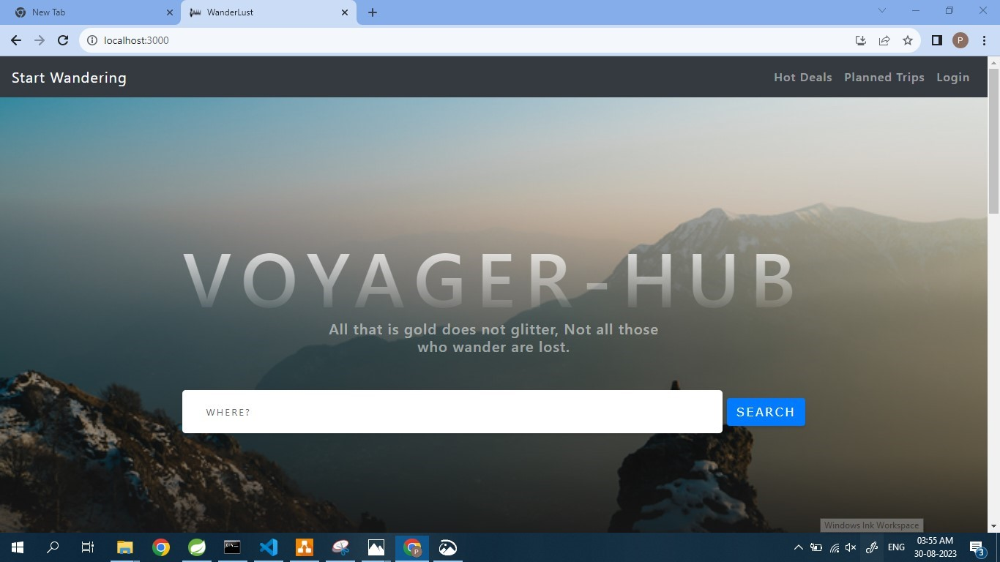 New Tab
WanderLust
localhost:3000
P
Start Wandering
Hot Deals Planned Trips Login
VOYAGER-HUB
All that is gold does not glitter, Not all those
who wander are lost.
WHERE?
SEARCH
Windows Ink Workspace
P
ENG
03:55 AM
30-08-2023
3